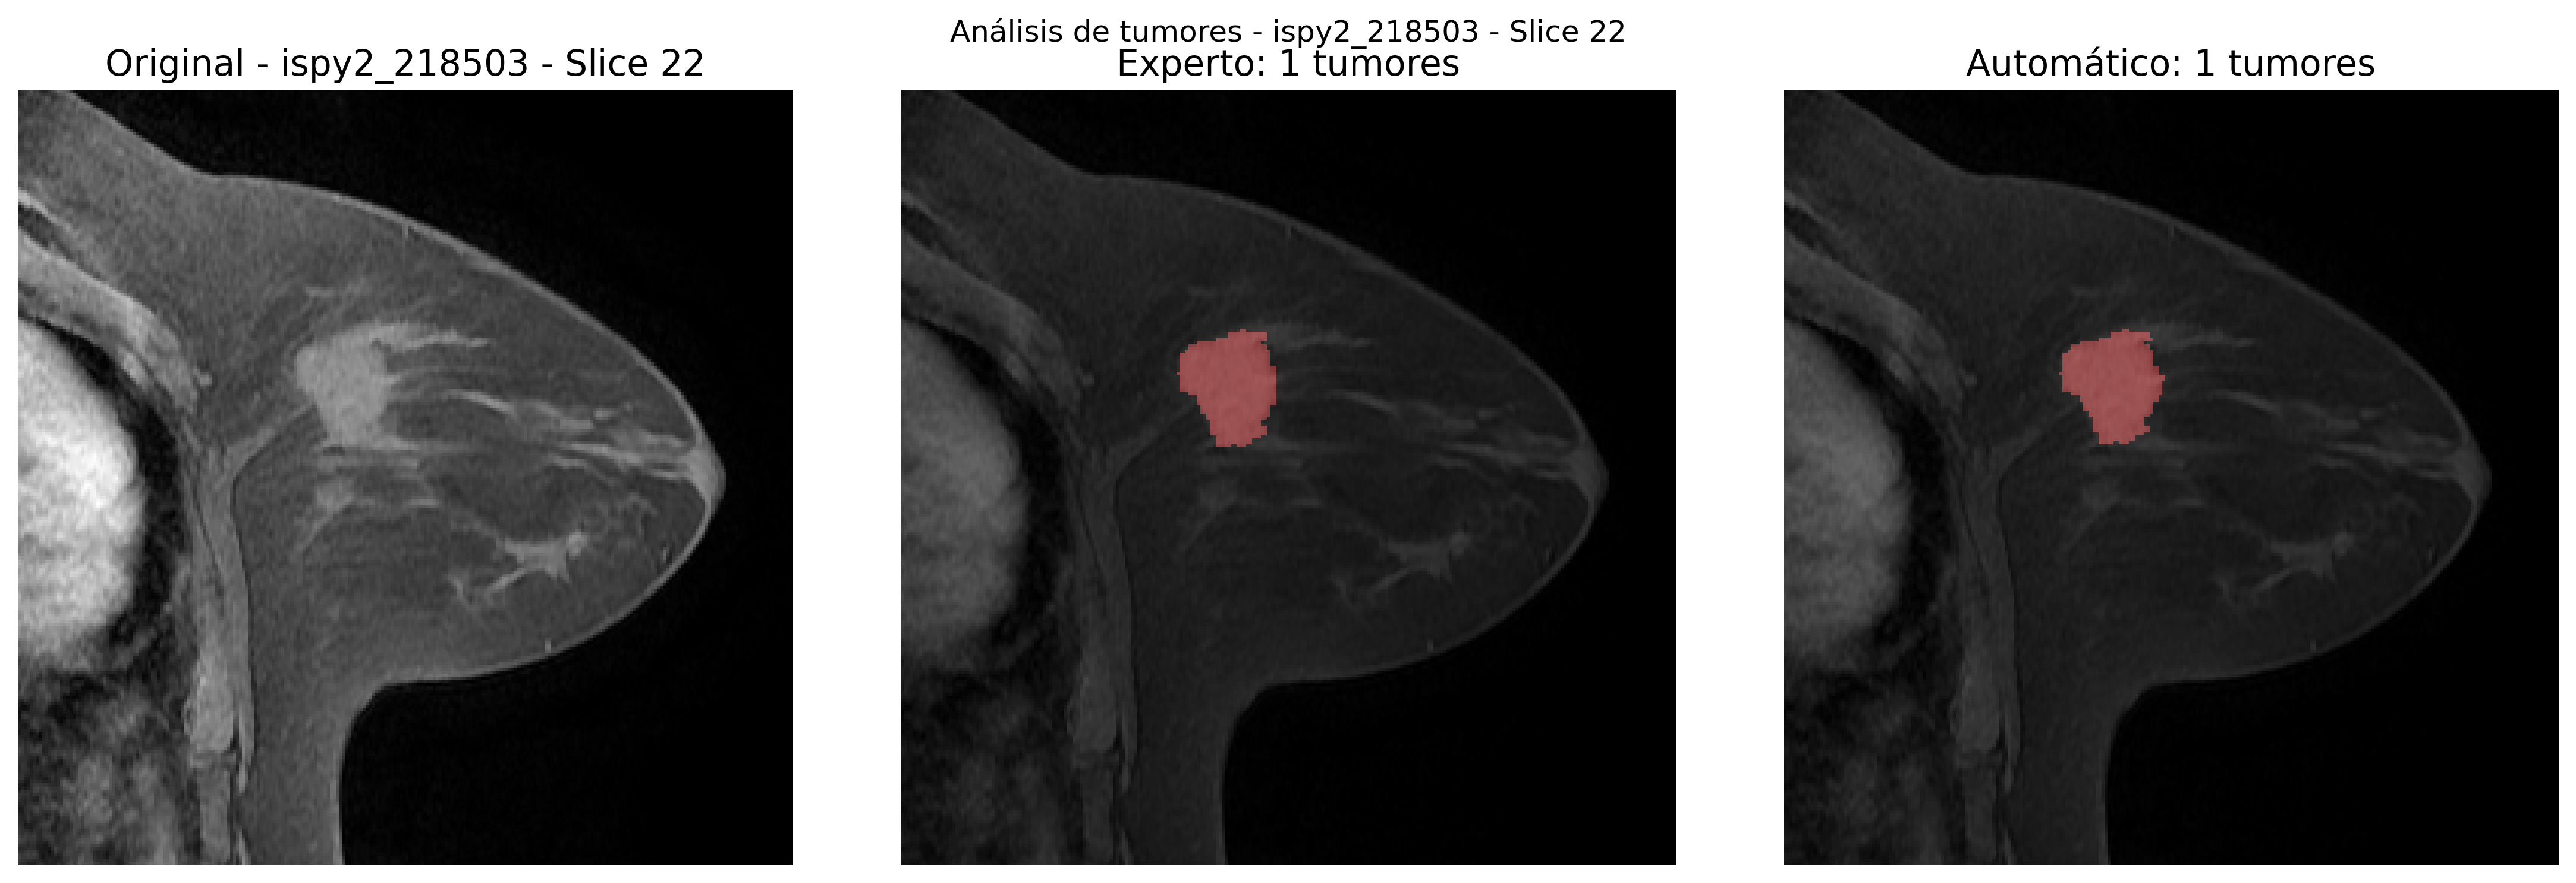 Análisis de tumores - ispy2_218503 - Slice 22
Original - ispy2_218503 - Slice 22
Experto: 1 tumores
Automático: 1 tumores